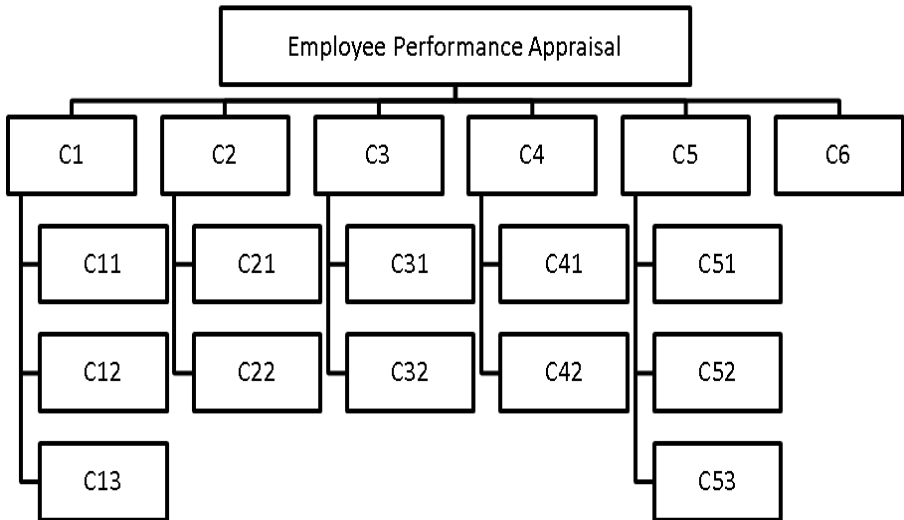 Employee Performance Appraisal
C1
C2
C3
C4
C5
C6
C11
C21
C31
C41
C51
C12
C22
C32
C42
C52
C13
C53